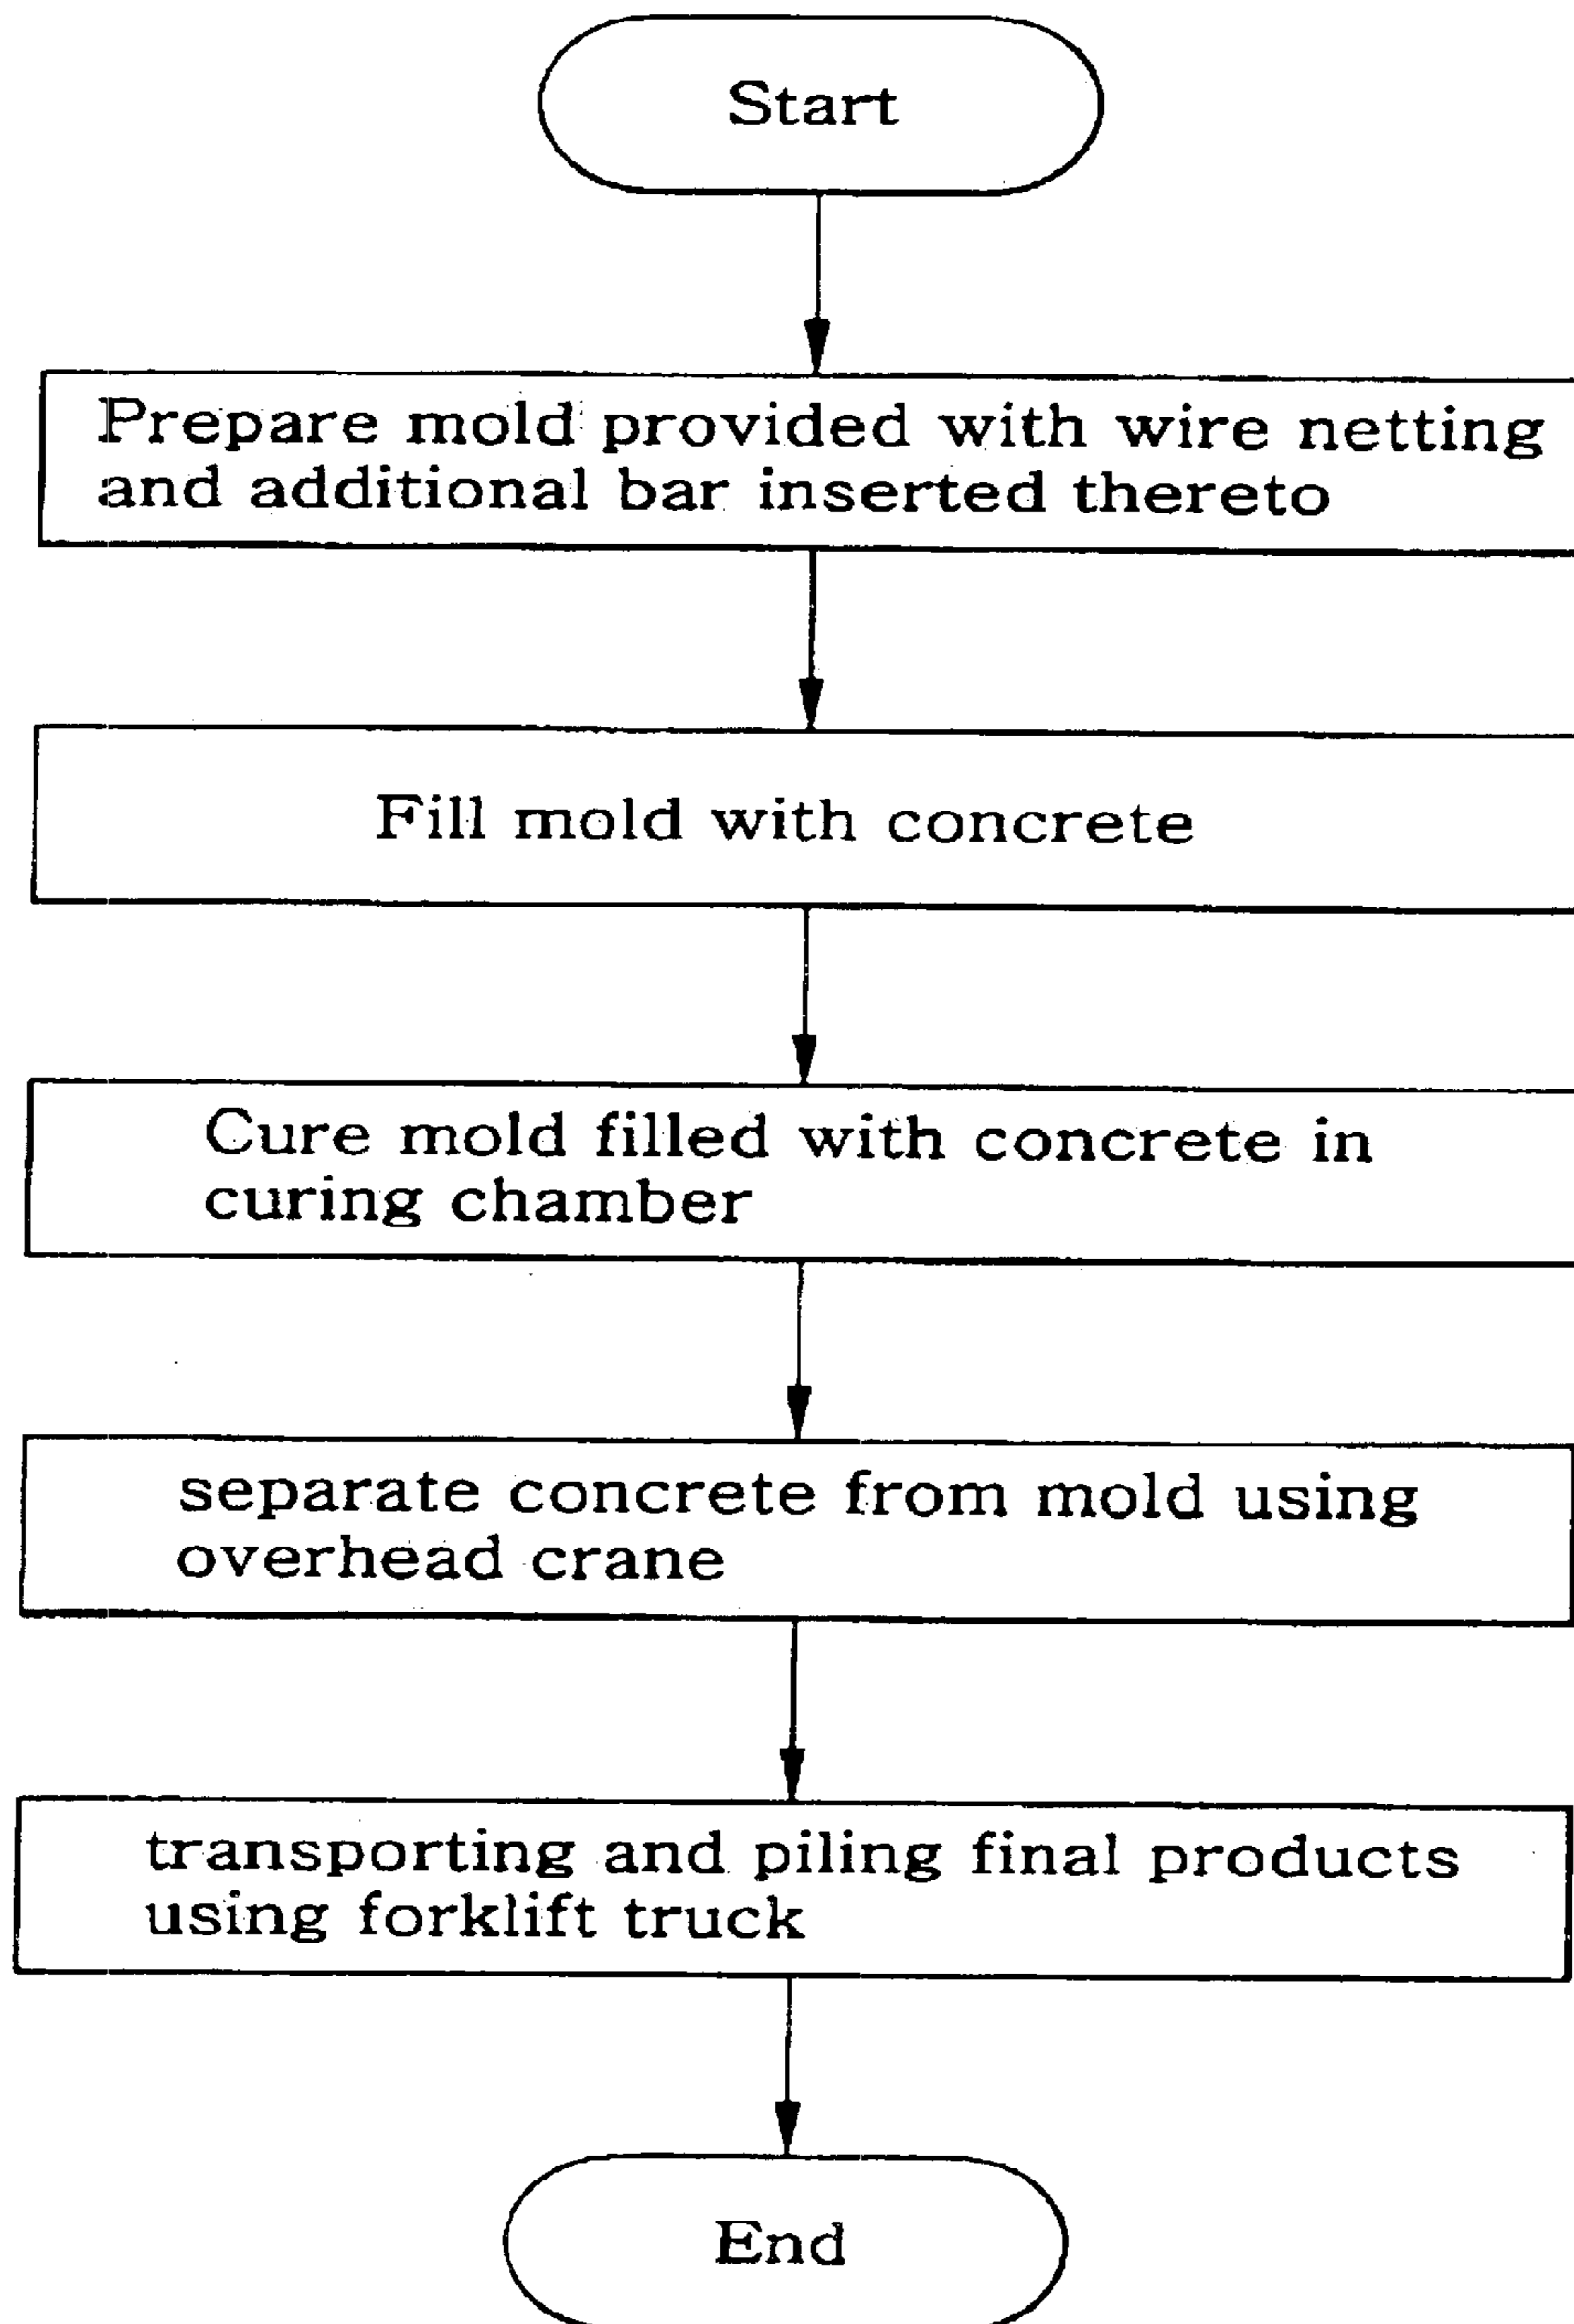 Start
Prepare mold provided with wire netting
and additional bar inserted thereto
Fill mold with concrete
Cure mold filled with concrete in
curing chamber
separate concrete from mold using
overhead crane
transporting and piling final products
using forklift truck
End